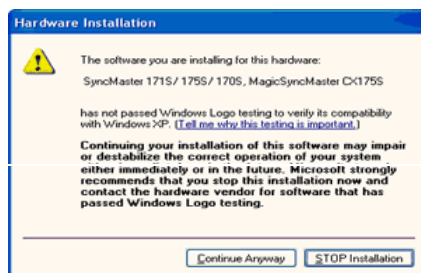 Hardware Installation
The software you are installing for this hardware:
SyncMaster 171S/ 175S/ 170S, MagicSyncMaster CX175S
has not passed Windows Logo testing to verify its compatibility
with Windows XP. (Tell me why this testing is important.)
Continuing your installation of this software may impair
or destabilize the correct operation of your system
either immediately or in the future. Microsoft strongly
recommends that you stop this installation now and
contact the hardware vendor for software that has
passed Windows Logo testing.
Continue Anyway
STOP Installation